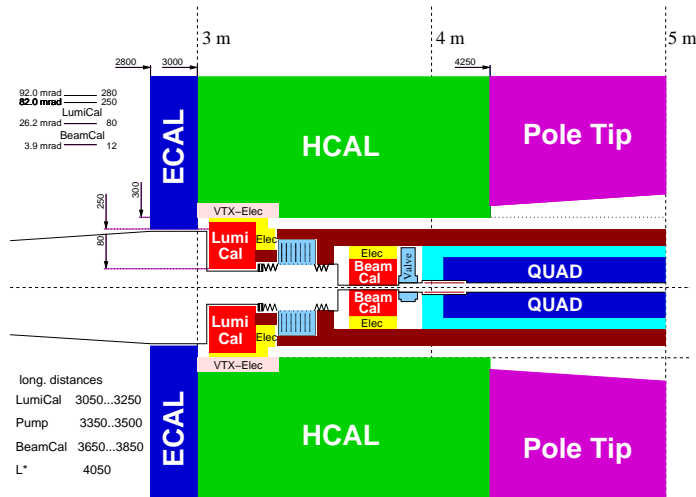 3 m
4 m
5 m
2800
3000
4250
92.0 mrad 280
82.0 mrad 250
LumiCal
26.2 mrad 80
BeamCal
3.9 mrad 12
ECAL
HCAL
Pole Tip
300
250
80
VTX-Elec
Lumi
Cal
Elec
Elec
Beam
Cal
Valve
QUAD
Beam
Cal
QUAD
Lumi
Cal
Elec
Elec
VTX-Elec
ECAL
HCAL
Pole Tip
long. distances
LumiCal 3050...3250
Pump 3350...3500
BeamCal 3650...3850
L* 4050